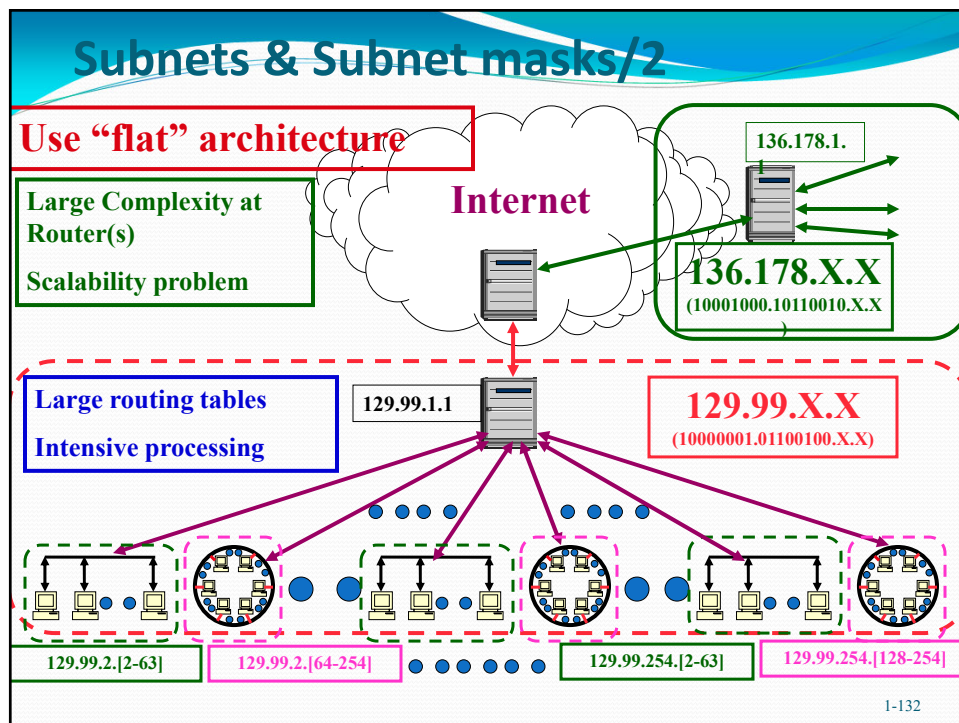 Subnets & Subnet masks/2
Use “flat” architecture
Large Complexity at
Router(s)
Scalability problem
Internet
136.178.1.
1
136.178.X.X
(10001000.10110010.X.X
)
Large routing tables
Intensive processing
129.99.1.1
129.99.X.X
(10000001.01100100.X.X)
129.99.2.[2-63]
129.99.2.[64-254]
129.99.254.[2-63]
129.99.254.[128-254]
1-132